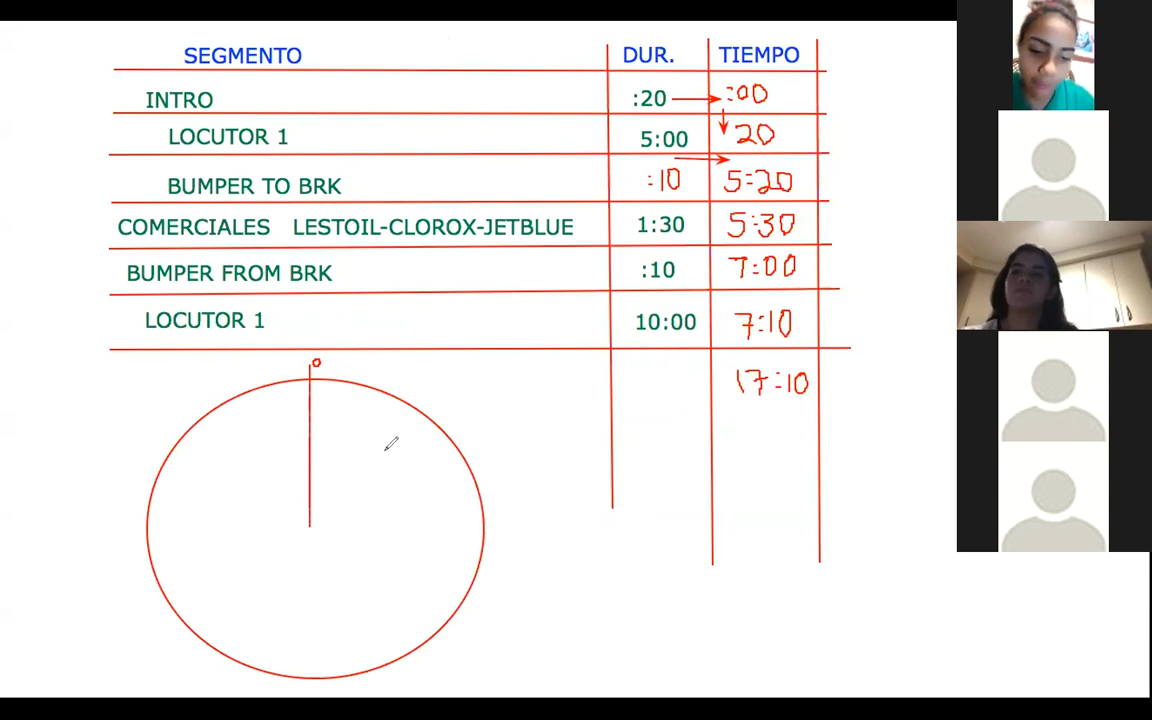 SEGMENTO DUR. TIEMPO
INTRO :20 :00
LOCUTOR 1 5:00 20
BUMPER TO BRK :10 5:20
COMERCIALES LESTOIL-CLOROX-JETBLUE 1:30 5:30
BUMPER FROM BRK :10 7:00
LOCUTOR 1 10:00 7:10
0
17:10